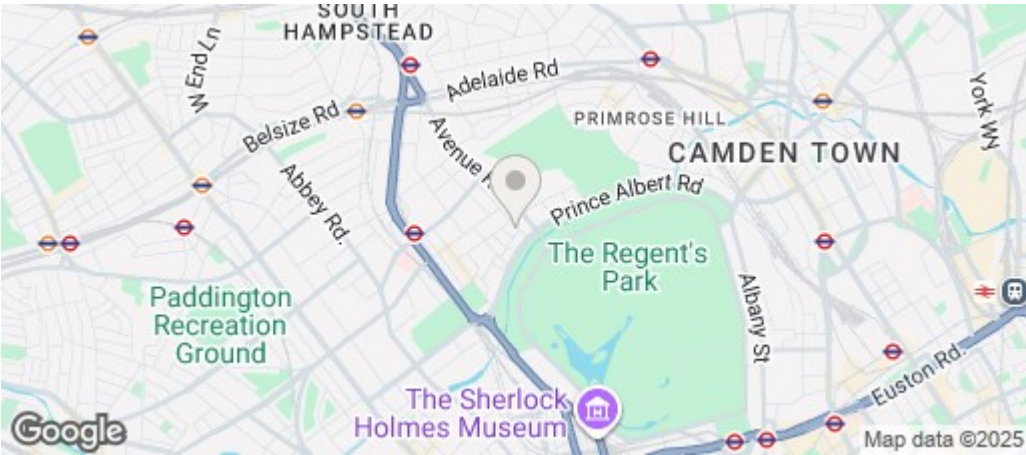 SOUTH
HAMPSTEAD
W End Ln
Adelaide Rd
York Wy
Belsize Rd
PRIMROSE HILL
Avenue R
CAMDEN TOWN
Abbey Rd.
Prince Albert Rd
The Regent's
Park
Albany St
Paddington
Recreation
Ground
Euston Rd.
The Sherlock
Holmes Museum
Google
Map data ©2025